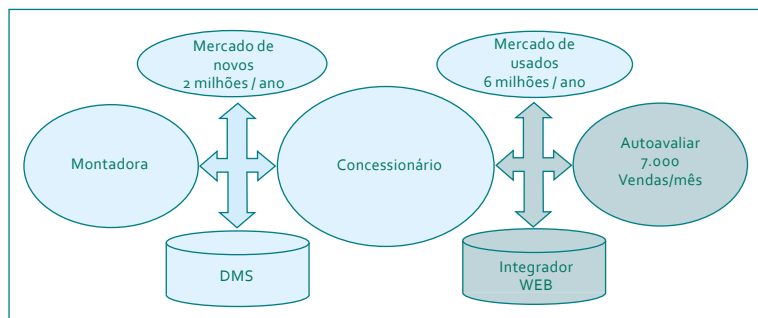 Mercado de
novos
2 milhões / ano
Mercado de
usados
6 milhões / ano
Montadora
Concessionário
Autoavaliar
7.000
Vendas/mês
DMS
Integrador
WEB